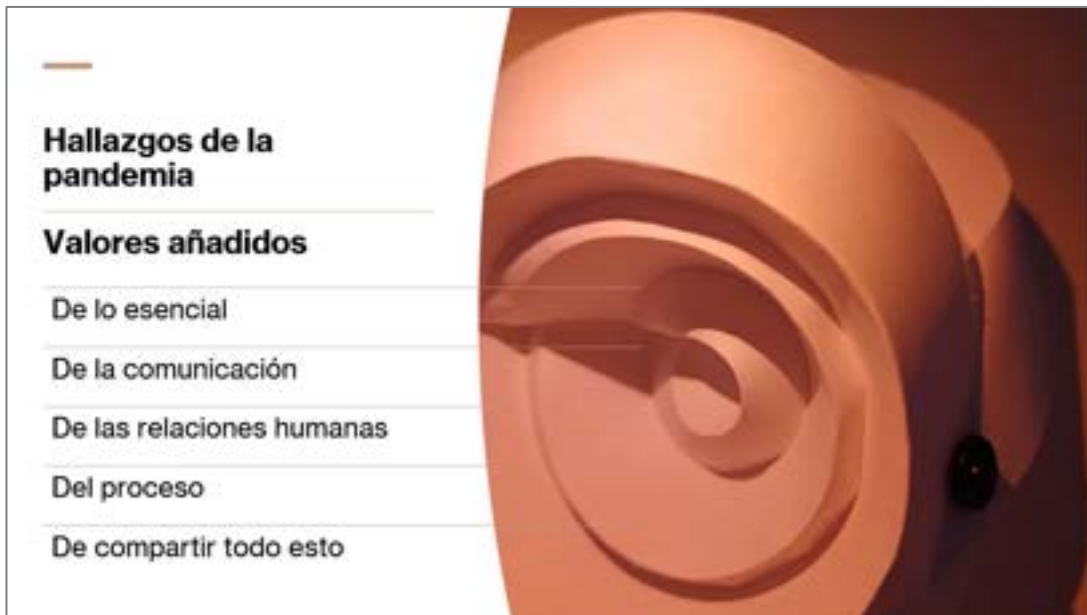 Hallazgos de la
pandemia
Valores añadidos
De lo esencial
De la comunicación
De las relaciones humanas
Del proceso
De compartir todo esto